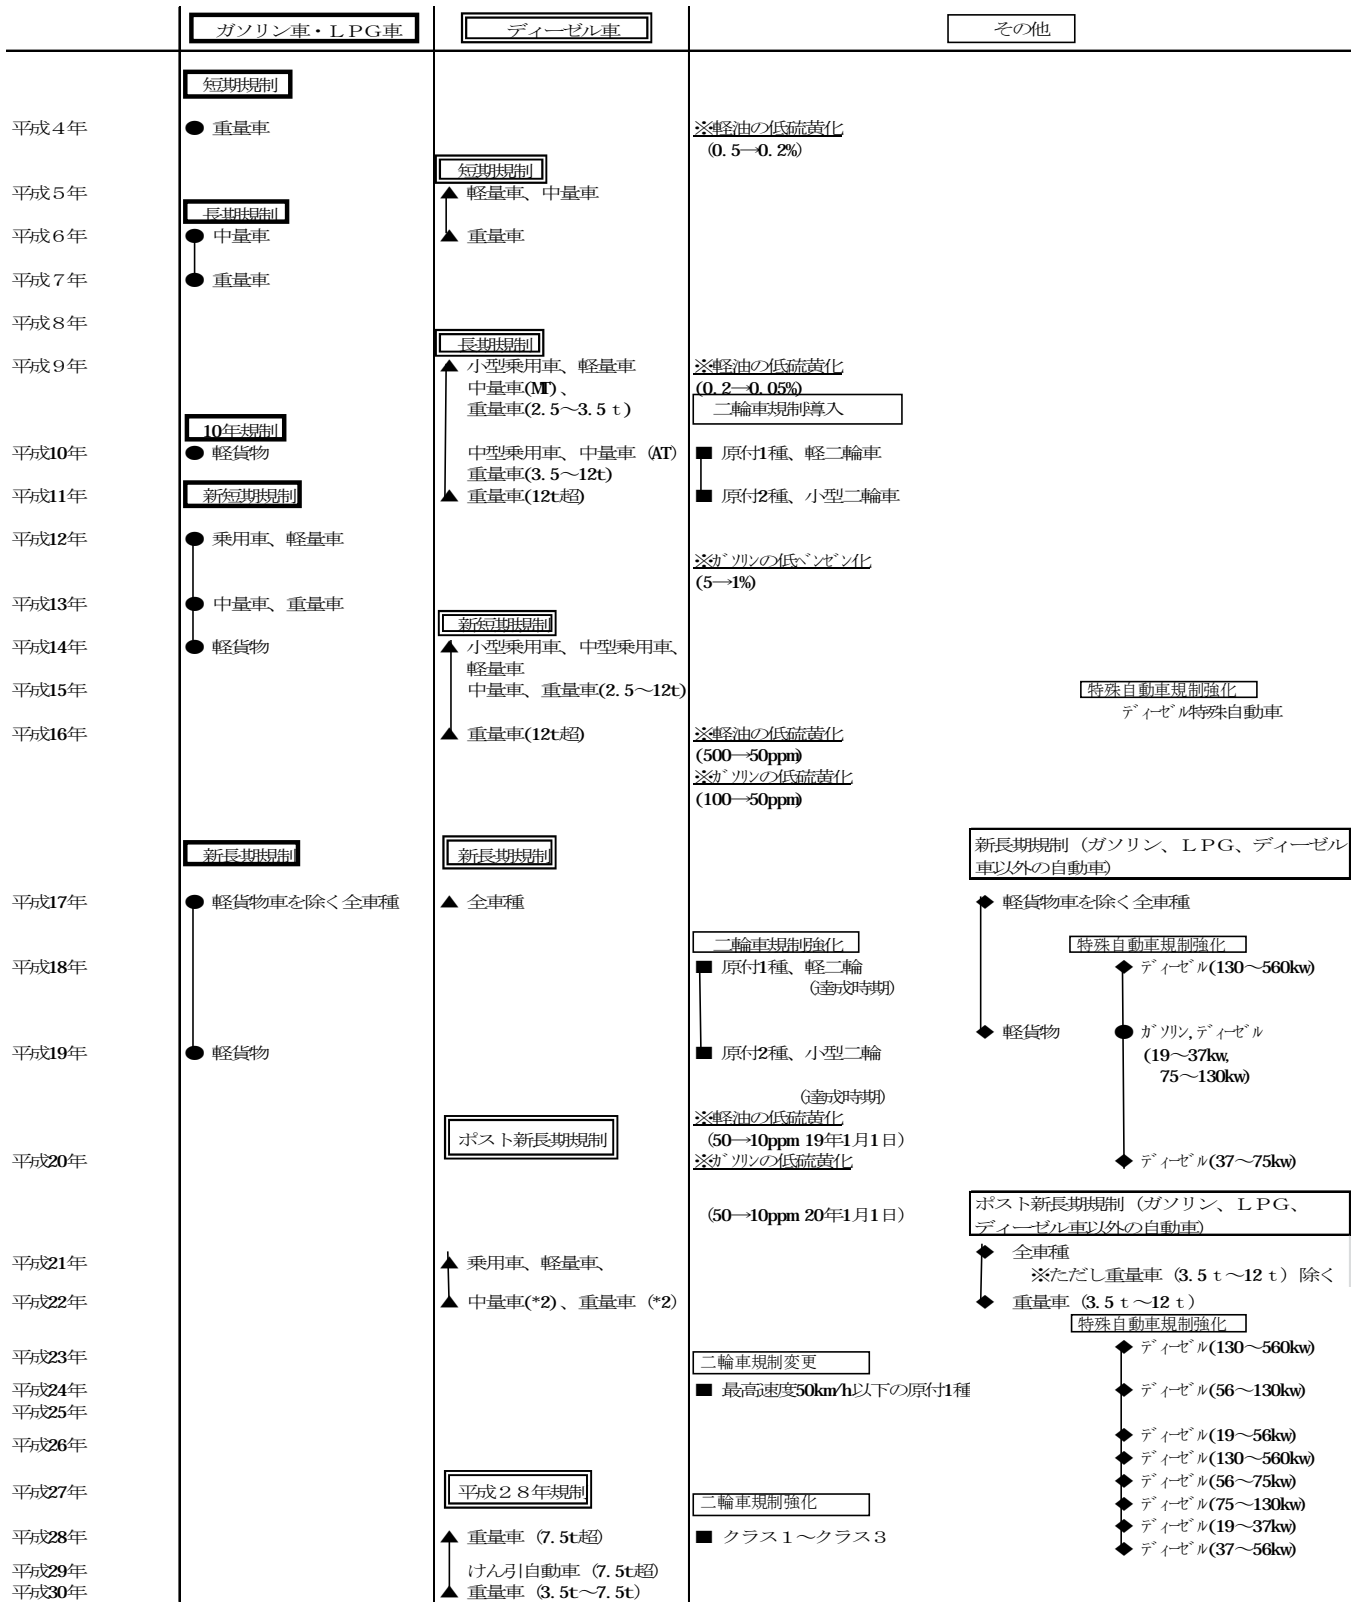 ガソリン車・ＬＰＧ車 ディーゼル車 その他
短期規制
平成４年 ● 重量車 ※軽油の低硫黄化
(0.5→0.2%)
短期規制
平成５年 ▲ 軽量車、中量車
長期規制
平成６年 ● 中量車 ▲ 重量車
平成７年 ● 重量車
平成８年
長期規制
平成９年 ▲ 小型乗用車、軽量車 ※軽油の低硫黄化
中量車(MT)、 (0.2→0.05%)
重量車(2.5～3.5ｔ) 二輪車規制導入
10年規制
平成10年 ● 軽貨物 中型乗用車、中量車（AT） ■ 原付1種、軽二輪車
重量車(3.5～12t)
平成11年 新短期規制 ▲ 重量車(12t超) ■ 原付2種、小型二輪車
平成12年 ● 乗用車、軽量車
※ｶﾞｿﾘﾝの低ﾍﾞﾝｾﾞﾝ化
(5→1%)
平成13年 ● 中量車、重量車
新短期規制
平成14年 ● 軽貨物 ▲ 小型乗用車、中型乗用車、
軽量車
平成15年 中量車、重量車(2.5～12t) 特殊自動車規制強化
ﾃﾞｨｰｾﾞﾙ特殊自動車
平成16年 ▲ 重量車(12t超) ※軽油の低硫黄化
(500→50ppm)
※ｶﾞｿﾘﾝの低硫黄化
(100→50ppm)
新長期規制（ガソリン、ＬＰＧ、ディーゼル
新長期規制 新長期規制 車以外の自動車）
平成17年 ● 軽貨物車を除く全車種 ▲ 全車種 ◆ 軽貨物車を除く全車種
二輪車規制強化 特殊自動車規制強化
平成18年 ■ 原付1種、軽二輪 ◆ ﾃﾞｨｰｾﾞﾙ(130～560kw)
（達成時期）
◆ 軽貨物 ● ｶﾞｿﾘﾝ,ﾃﾞｨｰｾﾞﾙ
平成19年 ● 軽貨物 ■ 原付2種、小型二輪 (19～37kw,
75～130kw)
（達成時期）
※軽油の低硫黄化
ポスト新長期規制 （50→10ppm 19年1月1日）
平成20年 ※ｶﾞｿﾘﾝの低硫黄化 ◆ ﾃﾞｨｰｾﾞﾙ(37～75kw)
ポスト新長期規制（ガソリン、ＬＰＧ、
（50→10ppm 20年1月1日） ディーゼル車以外の自動車）
◆ 全車種
平成21年 ▲ 乗用車、軽量車、
※ただし重量車（3.5ｔ～12ｔ）除く
平成22年 ▲ 中量車(*2)、重量車（*2） ◆ 重量車（3.5ｔ～12ｔ）
特殊自動車規制強化
◆ ﾃﾞｨｰｾﾞﾙ(130～560kw)
平成23年 二輪車規制変更
平成24年 ■ 最高速度50km/h以下の原付1種 ◆ ﾃﾞｨｰｾﾞﾙ(56～130kw)
平成25年
◆ ﾃﾞｨｰｾﾞﾙ(19～56kw)
平成26年
◆ ﾃﾞｨｰｾﾞﾙ(130～560kw)
◆ ﾃﾞｨｰｾﾞﾙ(56～75kw)
平成27年 平成２８年規制 二輪車規制強化 ◆ ﾃﾞｨｰｾﾞﾙ(75～130kw)
◆ ﾃﾞｨｰｾﾞﾙ(19～37kw)
平成28年 ▲ 重量車（7.5t超） ■ クラス１～クラス３
◆ ﾃﾞｨｰｾﾞﾙ(37～56kw)
平成29年 けん引自動車（7.5t超）
平成30年 ▲ 重量車（3.5t～7.5t）